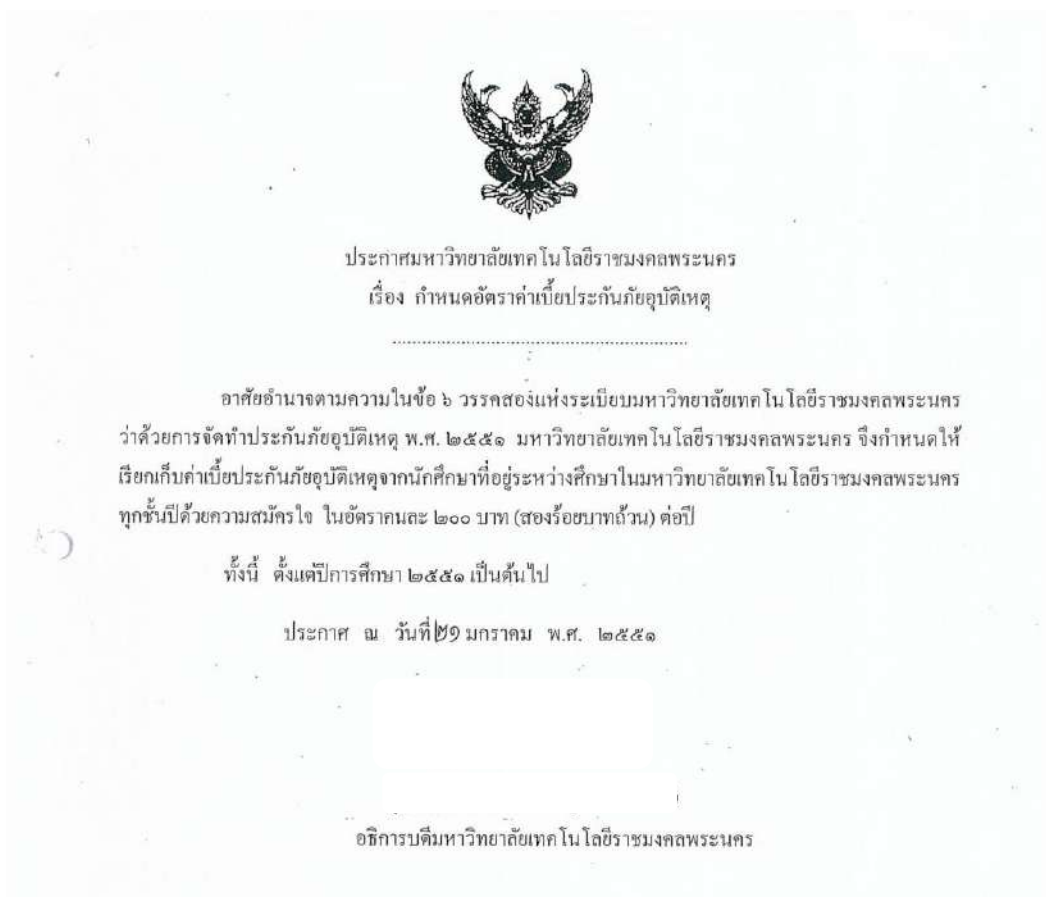 ประกาศมหาวิทยาลัยเทคโนโลยีราชมงคลพระนคร
เรื่อง กำหนดอัตราค่าเบี้ยประกันภัยอุบัติเหตุ
อาศัยอำนาจตามความในข้อ ๖ วรรคสองแห่งระเบียบมหาวิทยาลัยเทคโนโลยีราชมงคลพระนคร
ว่าด้วยการจัดทำประกันภัยอุบัติเหตุ พ.ศ. ๒๕๕๑ มหาวิทยาลัยเทคโนโลยีราชมงคลพระนคร จึงกำหนดให้
เรียกเก็บค่าเบี้ยประกันภัยอุบัติเหตุจากนักศึกษาที่อยู่ระหว่างศึกษาในมหาวิทยาลัยเทคโนโลยีราชมงคลพระนคร
ทุกชั้นปีด้วยความสมัครใจ ในอัตราคนละ ๒๐๐ บาท (สองร้อยบาทถ้วน) ต่อปี
ทั้งนี้ ตั้งแต่ปีการศึกษา ๒๕๕๑ เป็นต้นไป
ประกาศ ณ วันที่ ๒๑ มกราคม พ.ศ. ๒๕๕๑
อธิการบดีมหาวิทยาลัยเทคโนโลยีราชมงคลพระนคร